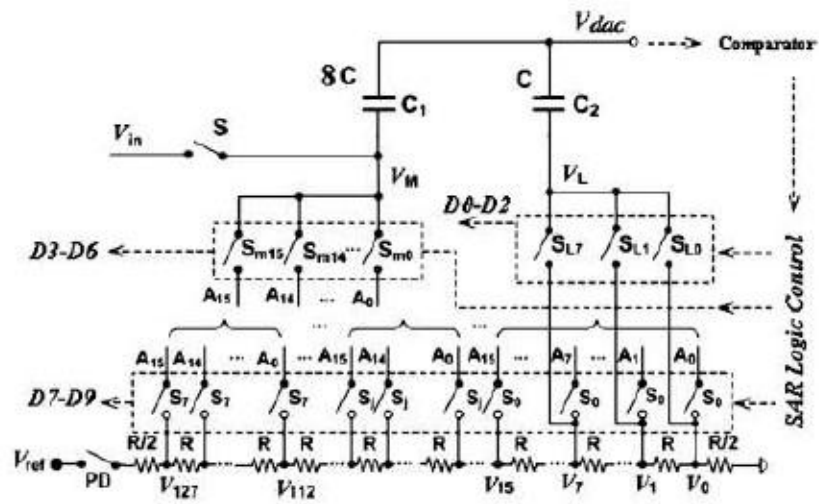 Vdac
Comparator
8C C
C1 C2
Vin S
VM VL
D0-D2
D3-D6 Sm15 Sm14 ... Sm0 SL7 SL1 SL0
A15 A14 ... A0
... ...
A15 A14 ... A0 ... A15 A14 A0 A15 ... A7 ... A1 A0
D7-D9 S7 S7 S7 Sj Sj Sj S0 S0 S0 S0
SAR Logic Control
R/2 R R R R R R R R R/2
Vref PD
V127 V112 V15 V7 V1 V0